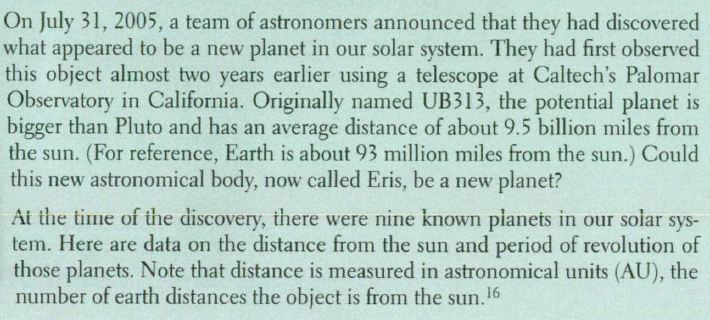 On July 31, 2005, a team of astronomers announced that they had discovered
what appeared to be a new planet in our solar system. They had first observed
this object almost two years earlier using a telescope at Caltech's Palomar
Observatory in California. Originally named UB313, the potential planet is
bigger than Pluto and has an average distance of about 9.5 billion miles from
the sun. (For reference, Earth is about 93 million miles from the sun.) Could
this new astronomical body, now called Eris, be a new planet?
At the time of the discovery, there were nine known planets in our solar sys-
tem. Here are data on the distance from the sun and period of revolution of
those planets. Note that distance is measured in astronomical units (AU), the
number of earth distances the object is from the sun.16